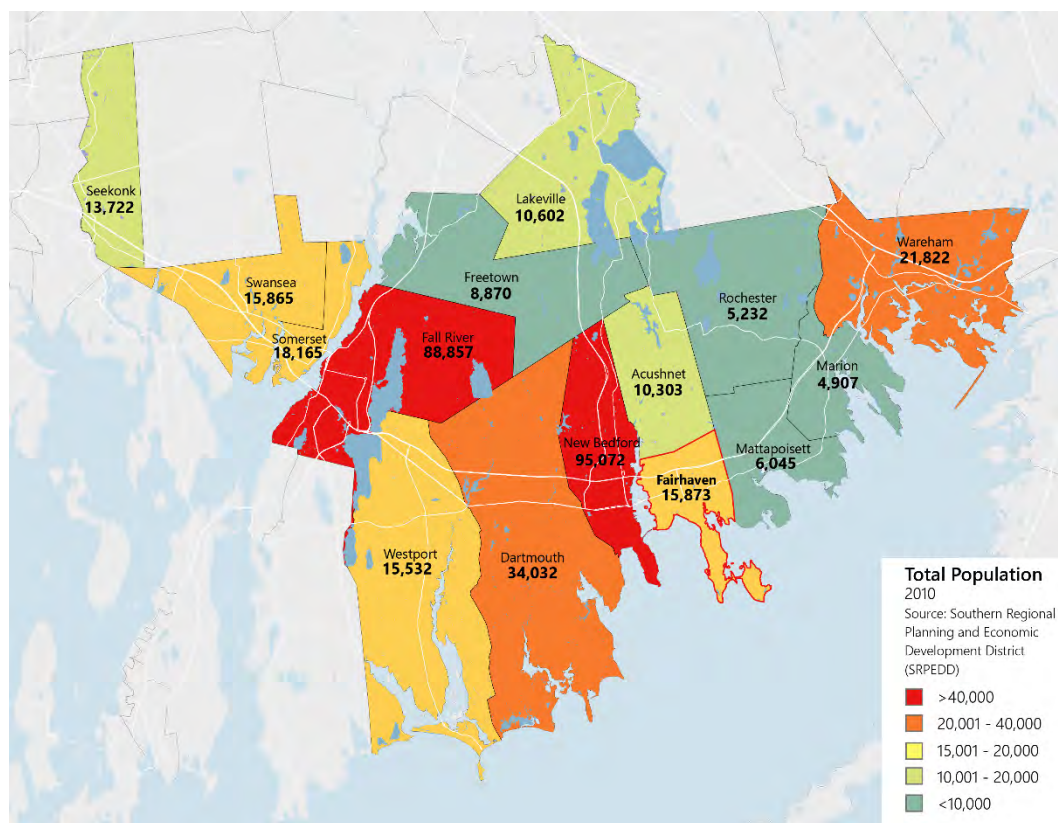 Seekonk
13,722
Lakeville
10,602
Wareham
21,822
Swansea
15,865
Freetown
8,870
Rochester
5,232
Somerset
18,165
Fall River
88,857
Acushnet
10,303
Marion
4,907
New Bedford
95,072
Mattapoisett
6,045
Fairhaven
15,873
Westport
15,532
Dartmouth
34,032
Total Population
2010
Source: Southern Regional
Planning and Economic
Development District
(SRPEDD)
>40,000
20,001 - 40,000
15,001 - 20,000
10,001 - 20,000
<10,000